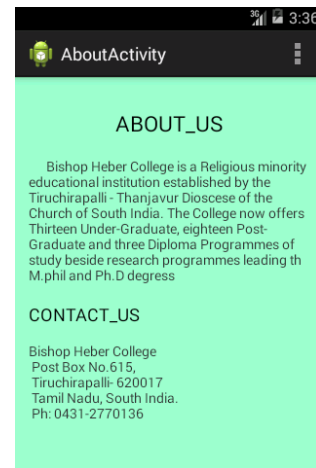 3G 3:36
AboutActivity
ABOUT_US
Bishop Heber College is a Religious minority
educational institution established by the
Tiruchirapalli - Thanjavur Dioscese of the
Church of South India. The College now offers
Thirteen Under-Graduate, eighteen Post-
Graduate and three Diploma Programmes of
study beside research programmes leading th
M.phil and Ph.D degress
CONTACT_US
Bishop Heber College
Post Box No.615,
Tiruchirapalli- 620017
Tamil Nadu, South India.
Ph: 0431-2770136